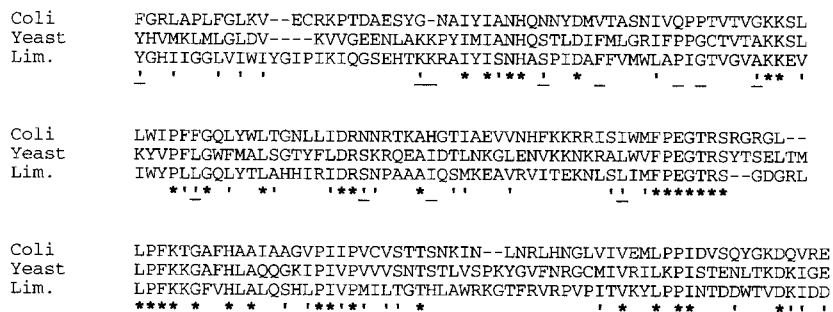 Coli FGRLAPLFGLKV--ECRKPTDAESYG-NAIYIANHQNNYDMVTASNIVQPPTVTVGKKSL
Yeast YHVMKLMLGLDV----KVVGEENLAKKPYIMIANHQSTLDIFMLGRIFPPGCTVTAKKSL
Lim. YGHIIGGLVIWIYGIPIKIQGSEHTKKRAIYISNHASPIDAFFVMWLAPIGTVGVAKKEV
Coli LWIPFFGQLYWLTGNLLIDRNNRTKAHGTIAEVVNHFKKRRISIWMFPEGTRSRGRGL--
Yeast KYVPFLGWFMALSGTYFLDRSKRQEAIDTLNKGLENVKKNKRALWVFPEGTRSYTSELTM
Lim. IWYPLLGQLYTLAHHIRIDRSNPAAAIQSMKEAVRVITEKNLSLIMFPEGTRS--GDGRL
Coli LPFKTGAFHAAIAAGVPIIPVCVSTTSNKIN--LNRLHNGLVIVEMLPPIDVSQYGKDQVRE
Yeast LPFKKGAFHLAQQGKIPIVPVVVSNTSTLVSPKYGVFNRGCMIVRILKPISTENLTKDKIGE
Lim. LPFKKGFVHLALQSHLPIVPMILTGTHLAWRKGTFRVRPVPITVKYLPPINTDDWTVDKIDD